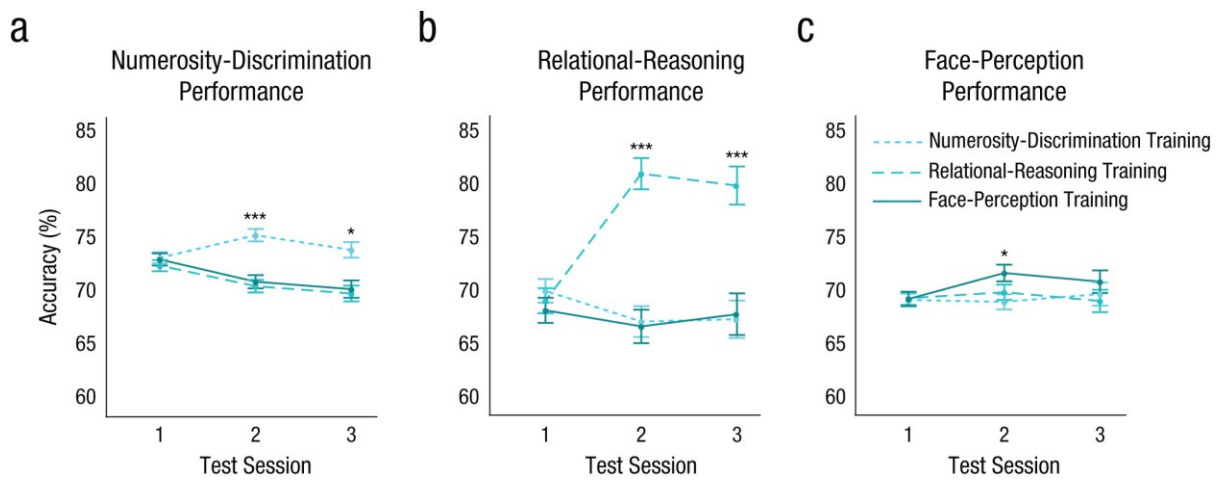 a
Numerosity-Discrimination
Performance
Accuracy (%)
85
80
75
70
65
60
***
*
1 2 3
Test Session
b
Relational-Reasoning
Performance
85
80
75
70
65
60
***
***
1 2 3
Test Session
c
Face-Perception
Performance
85
80
75
70
65
60
Numerosity-Discrimination Training
Relational-Reasoning Training
Face-Perception Training
*
1 2 3
Test Session